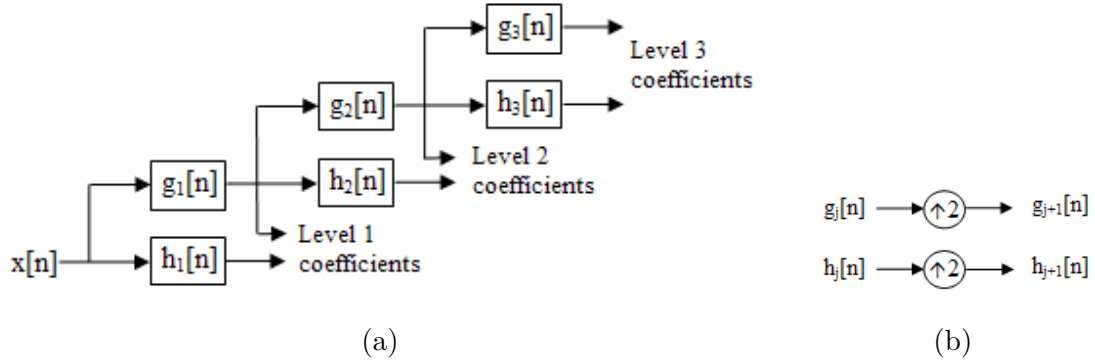 g₃[n]
Level 3
coefficients
g₂[n]
h₃[n]
Level 2
coefficients
g₁[n]
h₂[n]
Level 1
coefficients
x[n]
h₁[n]
gⱼ[n]
↑2
gⱼ₊₁[n]
hⱼ[n]
↑2
hⱼ₊₁[n]
(a)
(b)